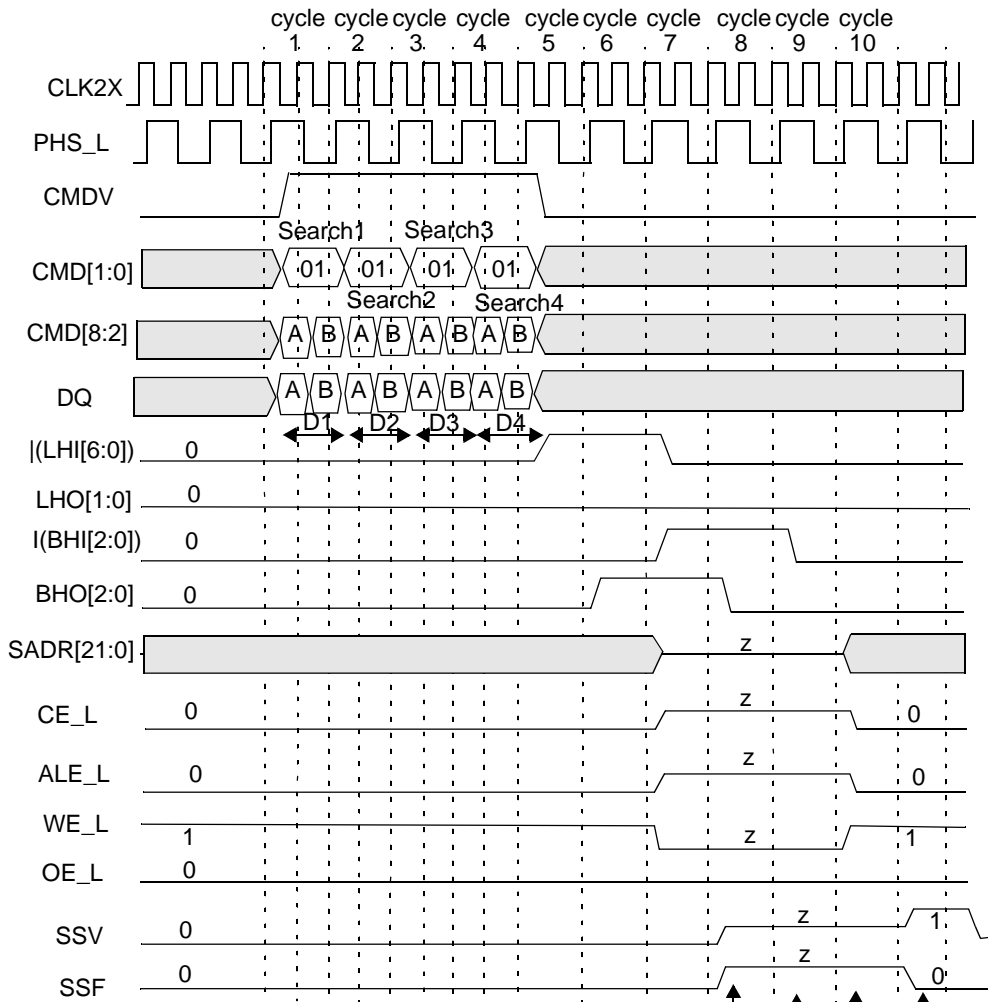 cycle cycle cycle cycle cycle cycle cycle cycle cycle cycle
1 2 3 4 5 6 7 8 9 10
CLK2X
PHS_L
CMDV
Search1 Search3
CMD[1:0] 01 01 01 01
Search2 Search4
CMD[8:2] A B A B A B A B
DQ A B A B A B A B
D1 D2 D3 D4
|(LHI[6:0]) 0
LHO[1:0] 0
I(BHI[2:0]) 0
BHO[2:0] 0
SADR[21:0] z
CE_L 0 z 0
ALE_L 0 z 0
WE_L 1 z 1
OE_L 0
SSV 0 z 1
SSF 0 z 0